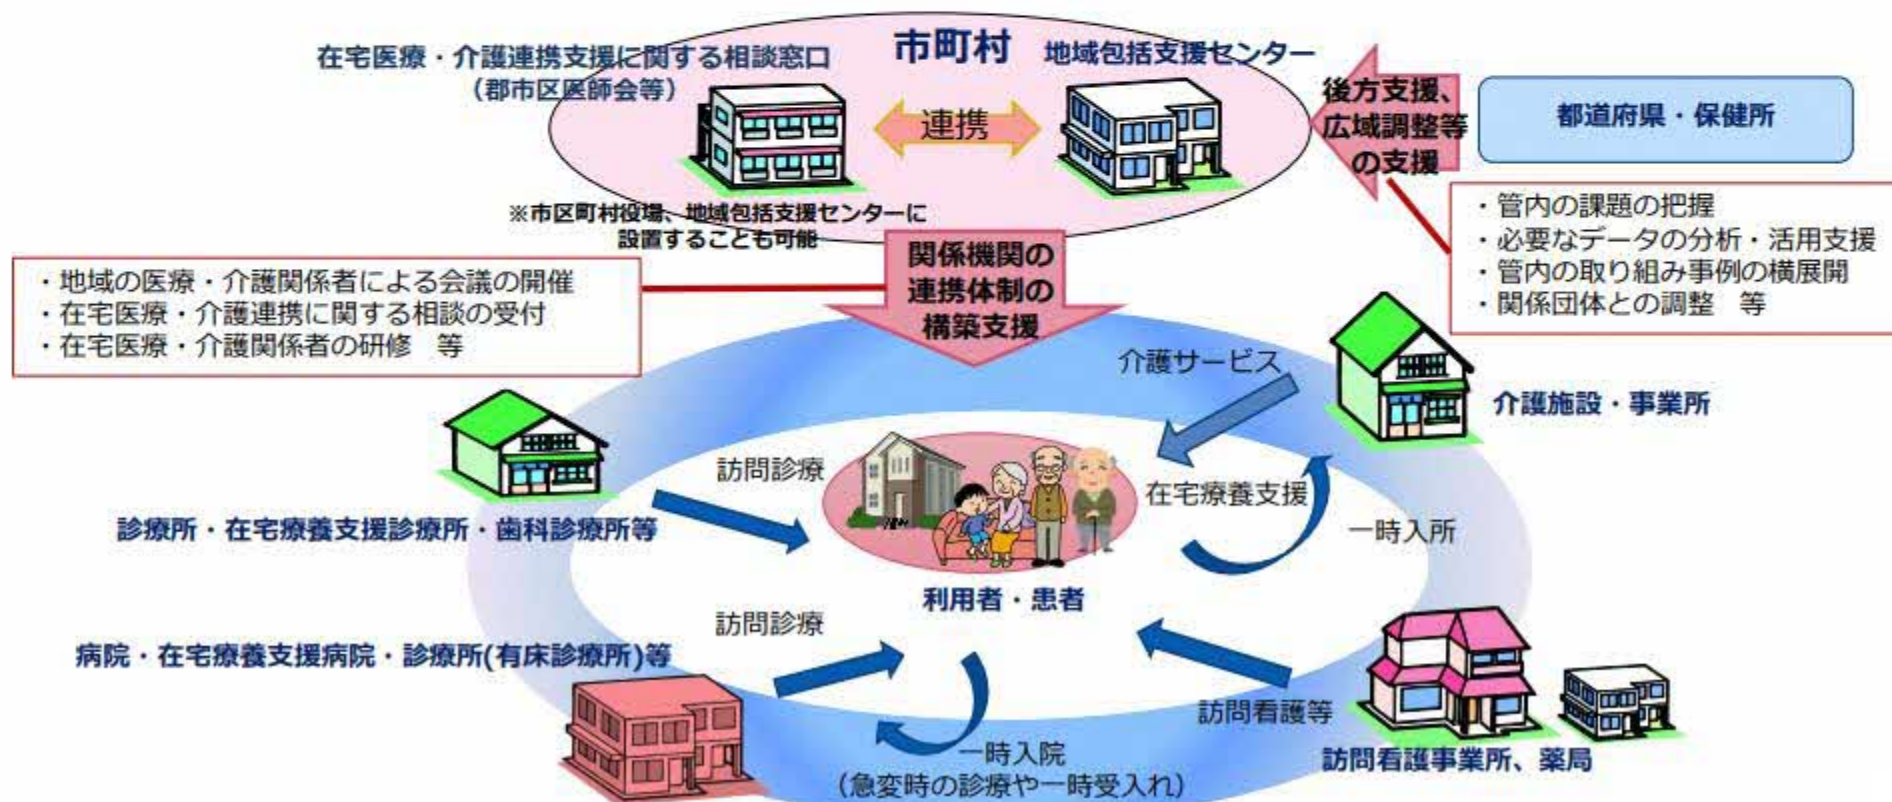 市町村
在宅医療・介護連携支援に関する相談窓口
（郡市区医師会等）
地域包括支援センター
連携
※市区町村役場、地域包括支援センターに
設置することも可能
後方支援、
広域調整等
の支援
都道府県・保健所
・管内の課題の把握
・必要なデータの分析・活用支援
・管内の取り組み事例の横展開
・関係団体との調整　等
関係機関の
連携体制の
構築支援
・地域の医療・介護関係者による会議の開催
・在宅医療・介護連携に関する相談の受付
・在宅医療・介護関係者の研修　等
介護サービス
介護施設・事業所
訪問診療
在宅療養支援
一時入所
診療所・在宅療養支援診療所・歯科診療所等
利用者・患者
訪問診療
病院・在宅療養支援病院・診療所(有床診療所)等
訪問看護等
一時入院
（急変時の診療や一時受入れ）
訪問看護事業所、薬局